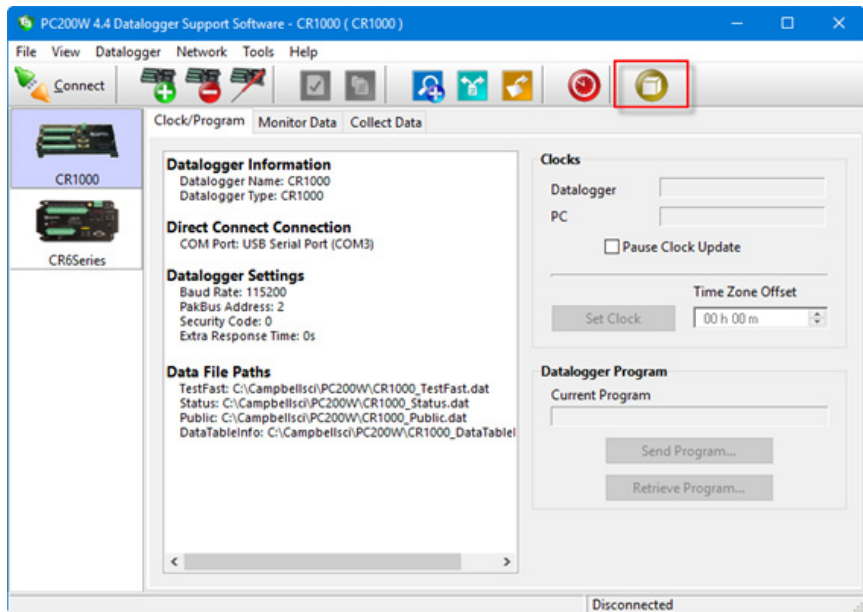 PC200W 4.4 Datalogger Support Software - CR1000 ( CR1000 )
File View Datalogger Network Tools Help
Connect
CR1000
CR6Series
Clock/Program Monitor Data Collect Data
Datalogger Information
Datalogger Name: CR1000
Datalogger Type: CR1000
Direct Connect Connection
COM Port: USB Serial Port (COM3)
Datalogger Settings
Baud Rate: 115200
PakBus Address: 2
Security Code: 0
Extra Response Time: 0s
Data File Paths
TestFast: C:\Campbellsci\PC200W\CR1000_TestFast.dat
Status: C:\Campbellsci\PC200W\CR1000_Status.dat
Public: C:\Campbellsci\PC200W\CR1000_Public.dat
DataTableInfo: C:\Campbellsci\PC200W\CR1000_DataTableI
Clocks
Datalogger
PC
Pause Clock Update
Time Zone Offset
Set Clock 00 h 00 m
Datalogger Program
Current Program
Send Program...
Retrieve Program...
Disconnected